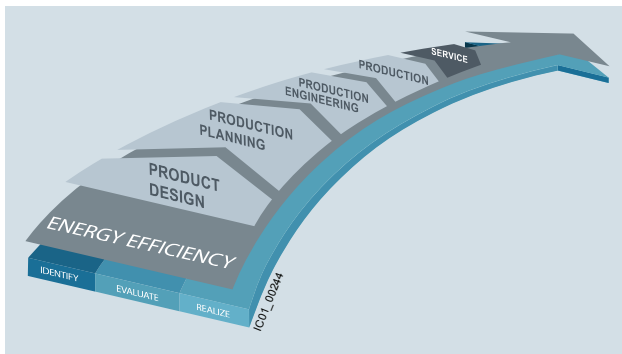 SERVICE
PRODUCTION
PRODUCTION
ENGINEERING
PRODUCTION
PLANNING
PRODUCT
DESIGN
ENERGY EFFICIENCY
IDENTIFY
EVALUATE
REALIZE
IC01_00244